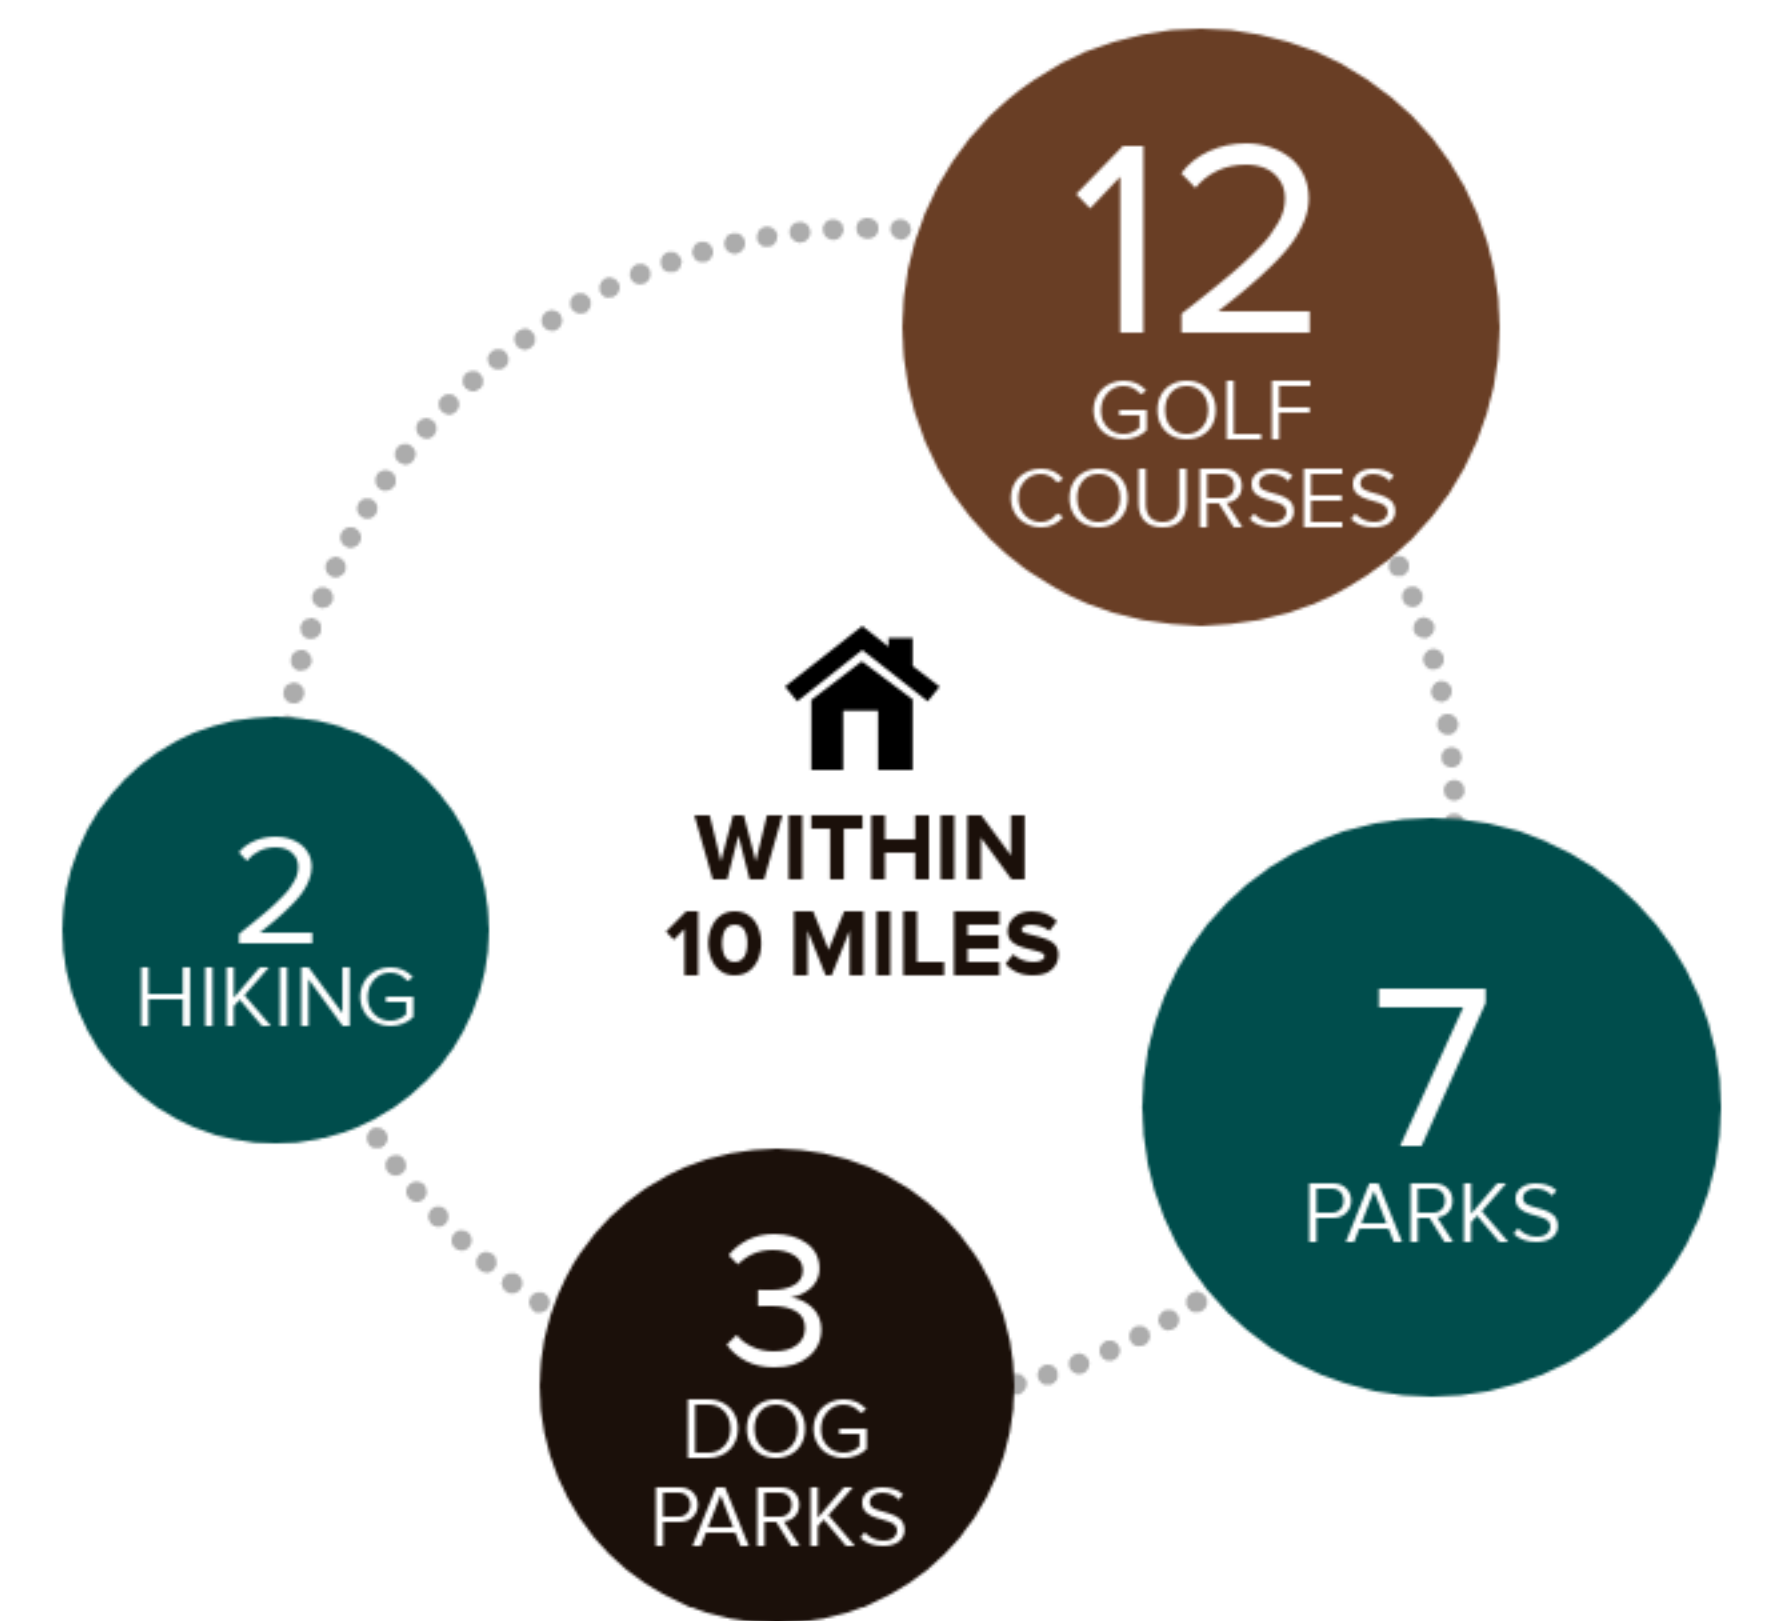 12
GOLF
COURSES
WITHIN
10 MILES
2
HIKING
7
PARKS
3
DOG
PARKS